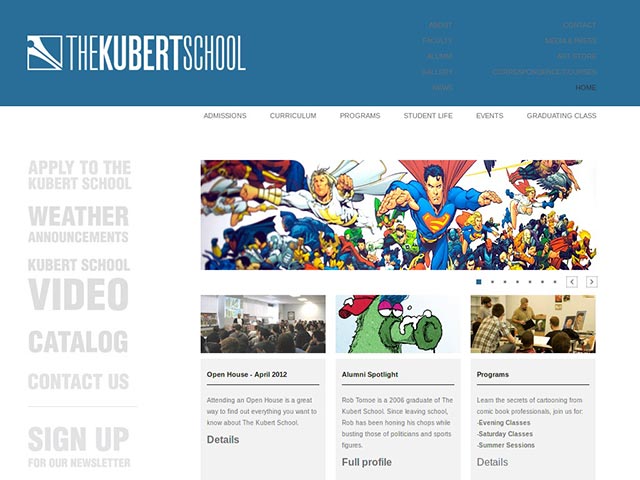 THEKUBERTSCHOOL
ABOUT
FACULTY
ALUMNI
GALLERY
NEWS
CONTACT
MEDIA & PRESS
ART STORE
CORRESPONDENCE COURSES
HOME
ADMISSIONS CURRICULUM PROGRAMS STUDENT LIFE EVENTS GRADUATING CLASS
APPLY TO THE
KUBERT SCHOOL
WEATHER
ANNOUNCEMENTS
KUBERT SCHOOL
VIDEO
CATALOG
CONTACT US
SIGN UP
FOR OUR NEWSLETTER
Open House - April 2012
Attending an Open House is a great
way to find out everything you want to
know about The Kubert School.
Details
Alumni Spotlight
Rob Tornoe is a 2006 graduate of The
Kubert School. Since leaving school,
Rob has been honing his chops while
busting those of politicians and sports
figures.
Full profile
Programs
Learn the secrets of cartooning from
comic book professionals, join us for:
-Evening Classes
-Saturday Classes
-Summer Sessions
Details